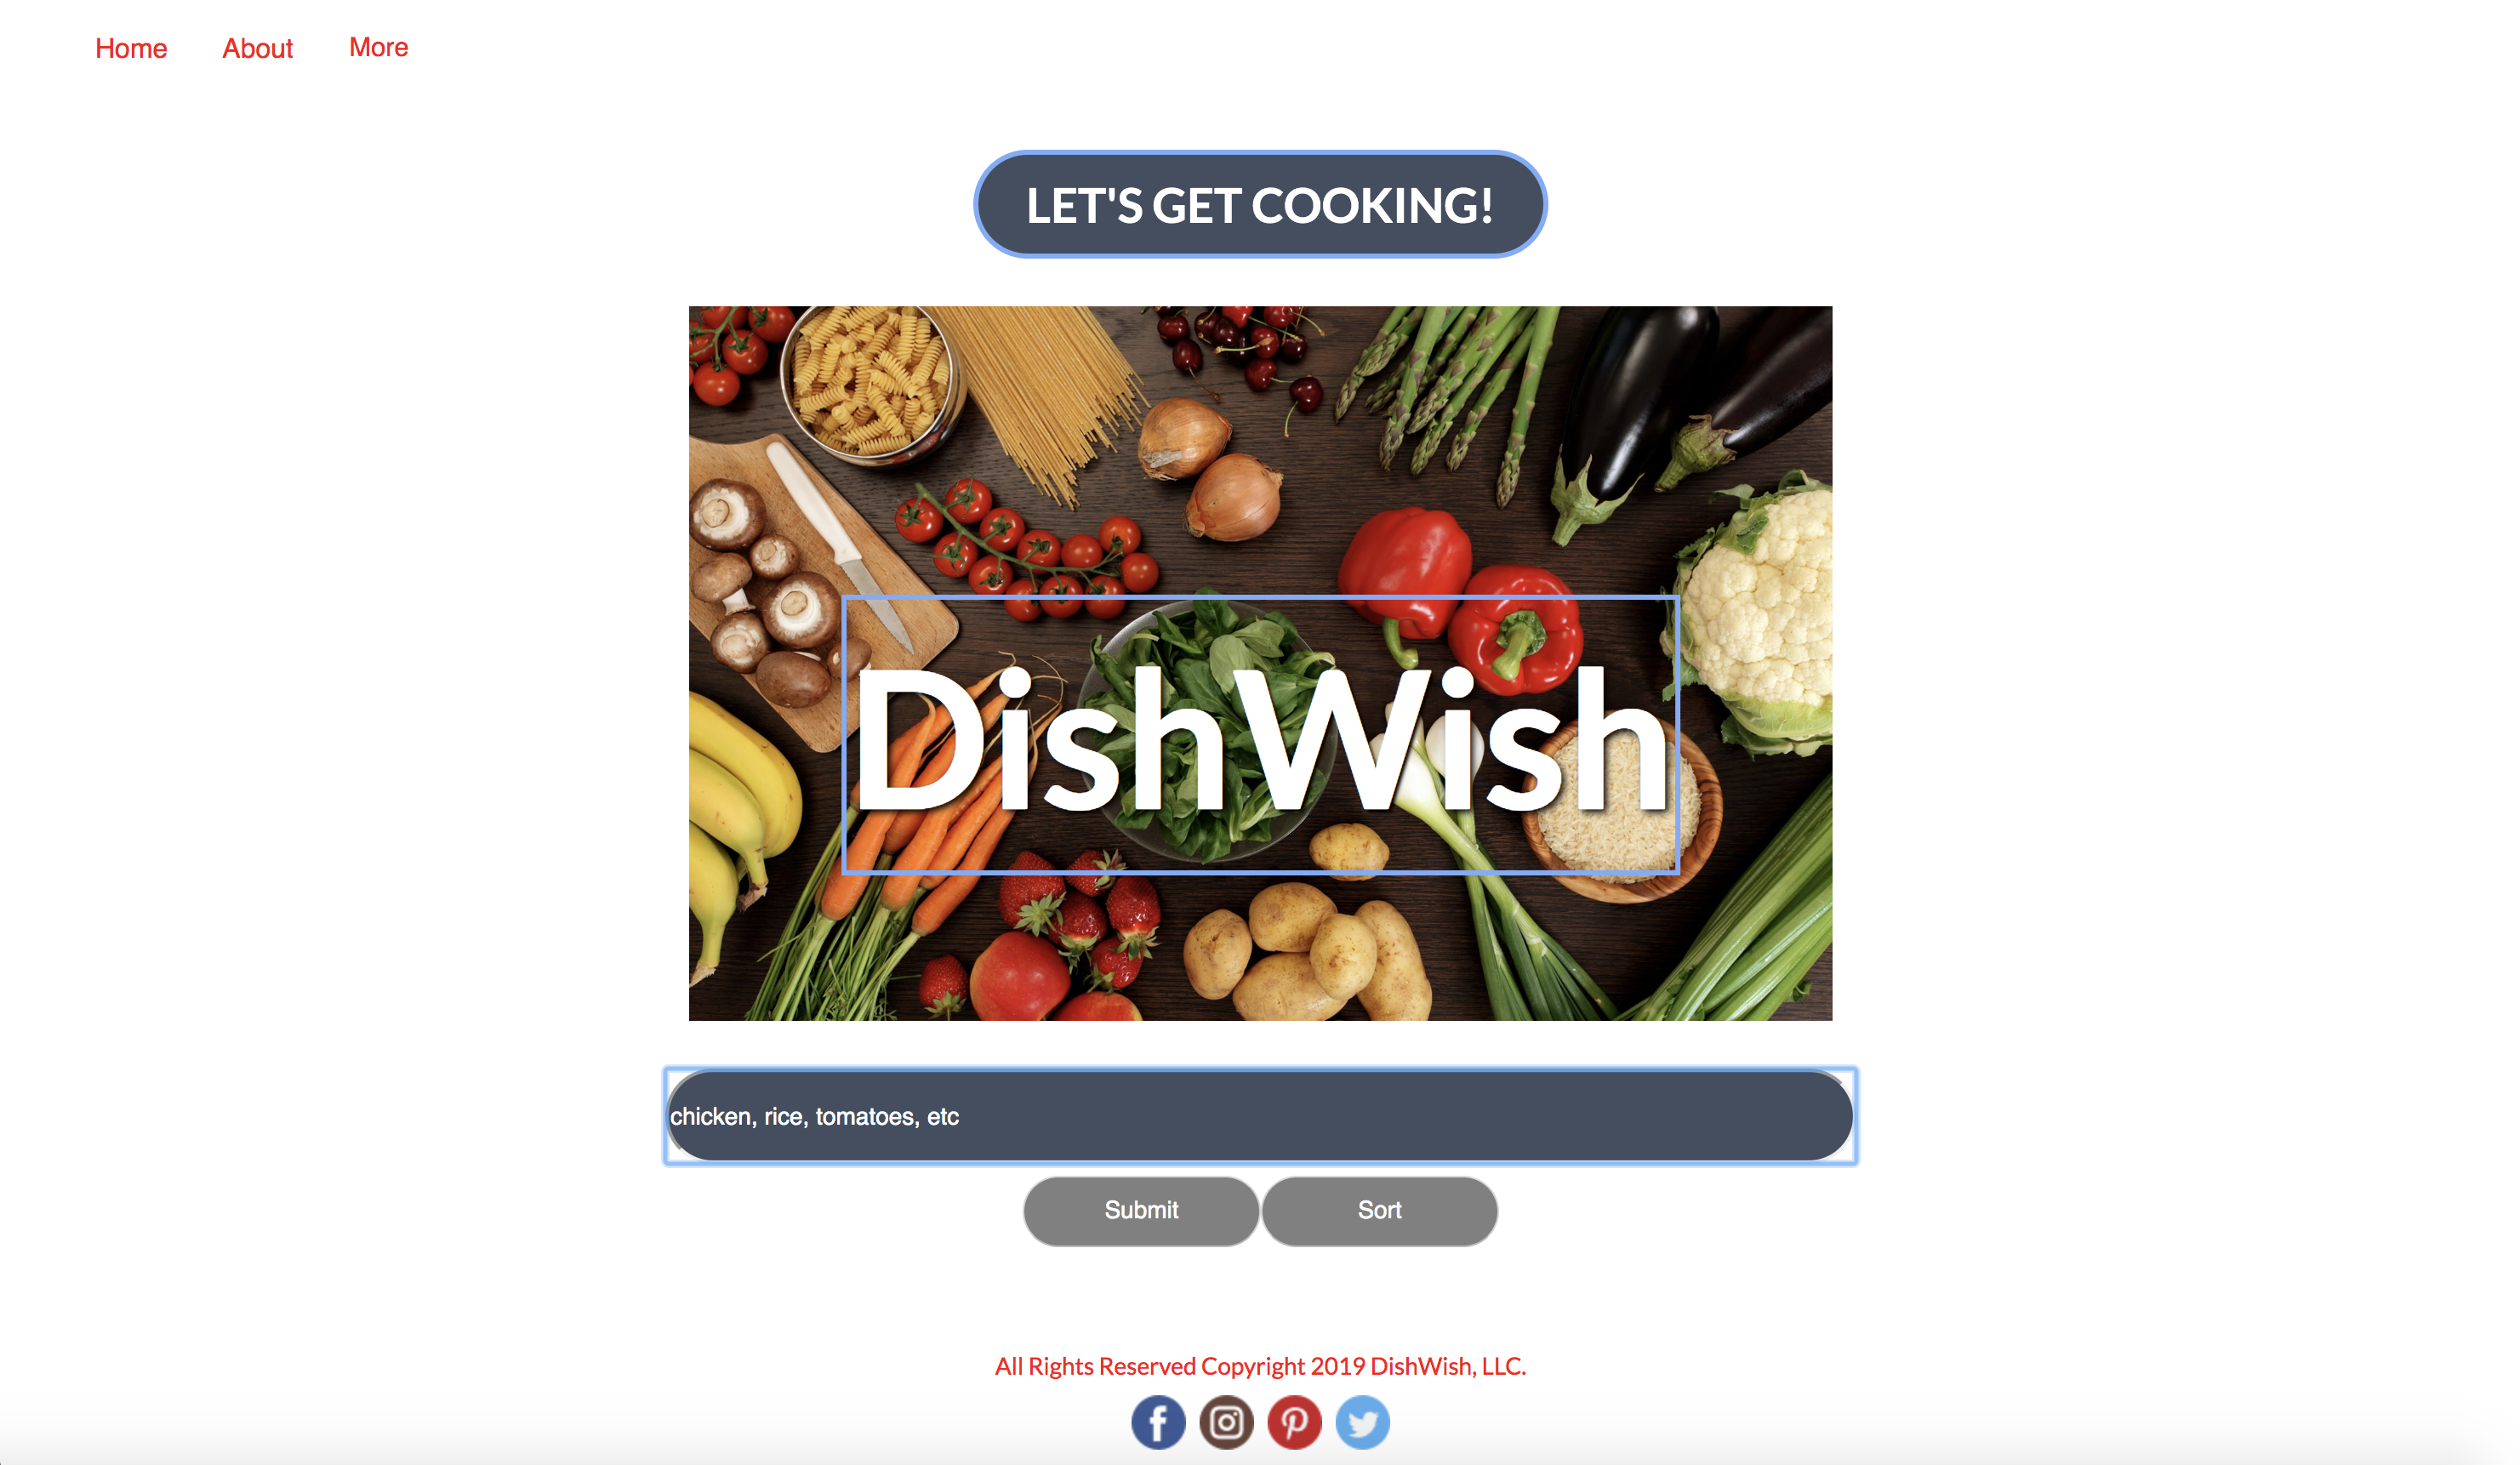 Home About More
LET'S GET COOKING!
DishWish
chicken, rice, tomatoes, etc
Submit Sort
All Rights Reserved Copyright 2019 DishWish, LLC.